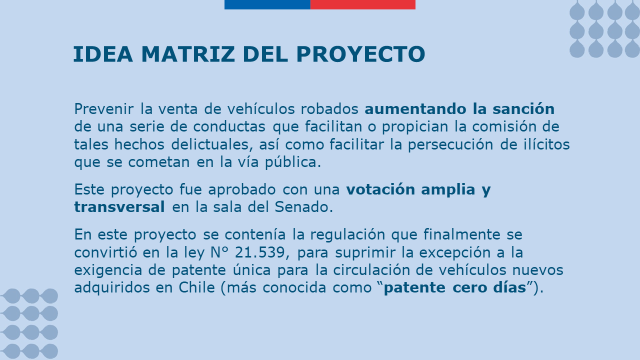 IDEA MATRIZ DEL PROYECTO
Prevenir la venta de vehículos robados aumentando la sanción
de una serie de conductas que facilitan o propician la comisión de
tales hechos delictuales, así como facilitar la persecución de ilícitos
que se cometan en la vía pública.
Este proyecto fue aprobado con una votación amplia y
transversal en la sala del Senado.
En este proyecto se contenía la regulación que finalmente se
convirtió en la ley N° 21.539, para suprimir la excepción a la
exigencia de patente única para la circulación de vehículos nuevos
adquiridos en Chile (más conocida como “patente cero días”).